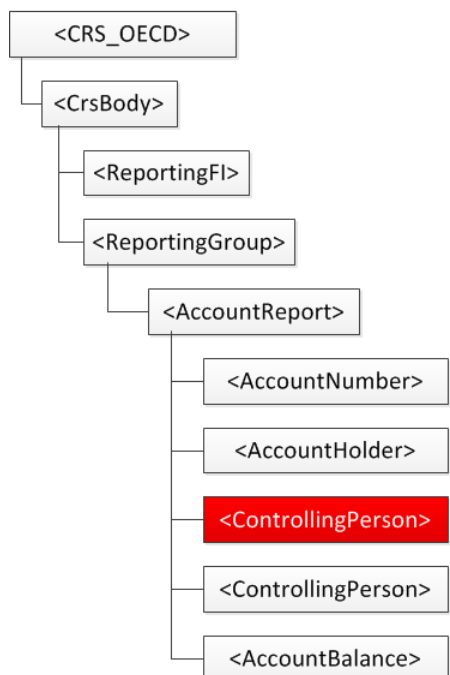 <CRS_OECD>
<CrsBody>
<ReportingFI>
<ReportingGroup>
<AccountReport>
<AccountNumber>
<AccountHolder>
<ControllingPerson>
<ControllingPerson>
<AccountBalance>